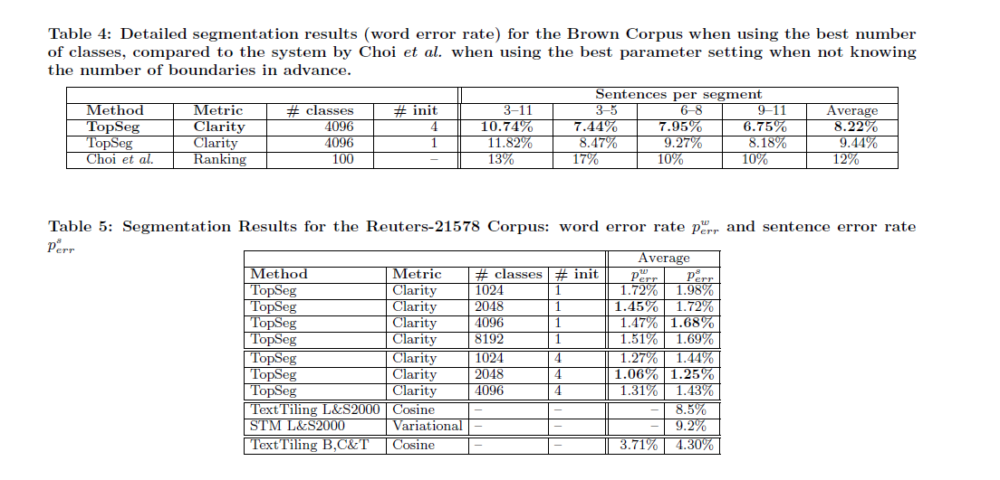 Table 4: Detailed segmentation results (word error rate) for the Brown Corpus when using the best number
of classes, compared to the system by Choi et al. when using the best parameter setting when not knowing
the number of boundaries in advance.
Sentences per segment
Method Metric # classes # init 3–11 3–5 6–8 9–11 Average
TopSeg Clarity 4096 4 10.74% 7.44% 7.95% 6.75% 8.22%
TopSeg Clarity 4096 1 11.82% 8.47% 9.27% 8.18% 9.44%
Choi et al. Ranking 100 – 13% 17% 10% 10% 12%
Table 5: Segmentation Results for the Reuters-21578 Corpus: word error rate p^w_err and sentence error rate
p^s_err
Average
Method Metric # classes # init p^w_err p^s_err
TopSeg Clarity 1024 1 1.72% 1.98%
TopSeg Clarity 2048 1 1.45% 1.72%
TopSeg Clarity 4096 1 1.47% 1.68%
TopSeg Clarity 8192 1 1.51% 1.69%
TopSeg Clarity 1024 4 1.27% 1.44%
TopSeg Clarity 2048 4 1.06% 1.25%
TopSeg Clarity 4096 4 1.31% 1.43%
TextTiling L&S2000 Cosine – – – 8.5%
STM L&S2000 Variational – – – 9.2%
TextTiling B,C&T Cosine – – 3.71% 4.30%